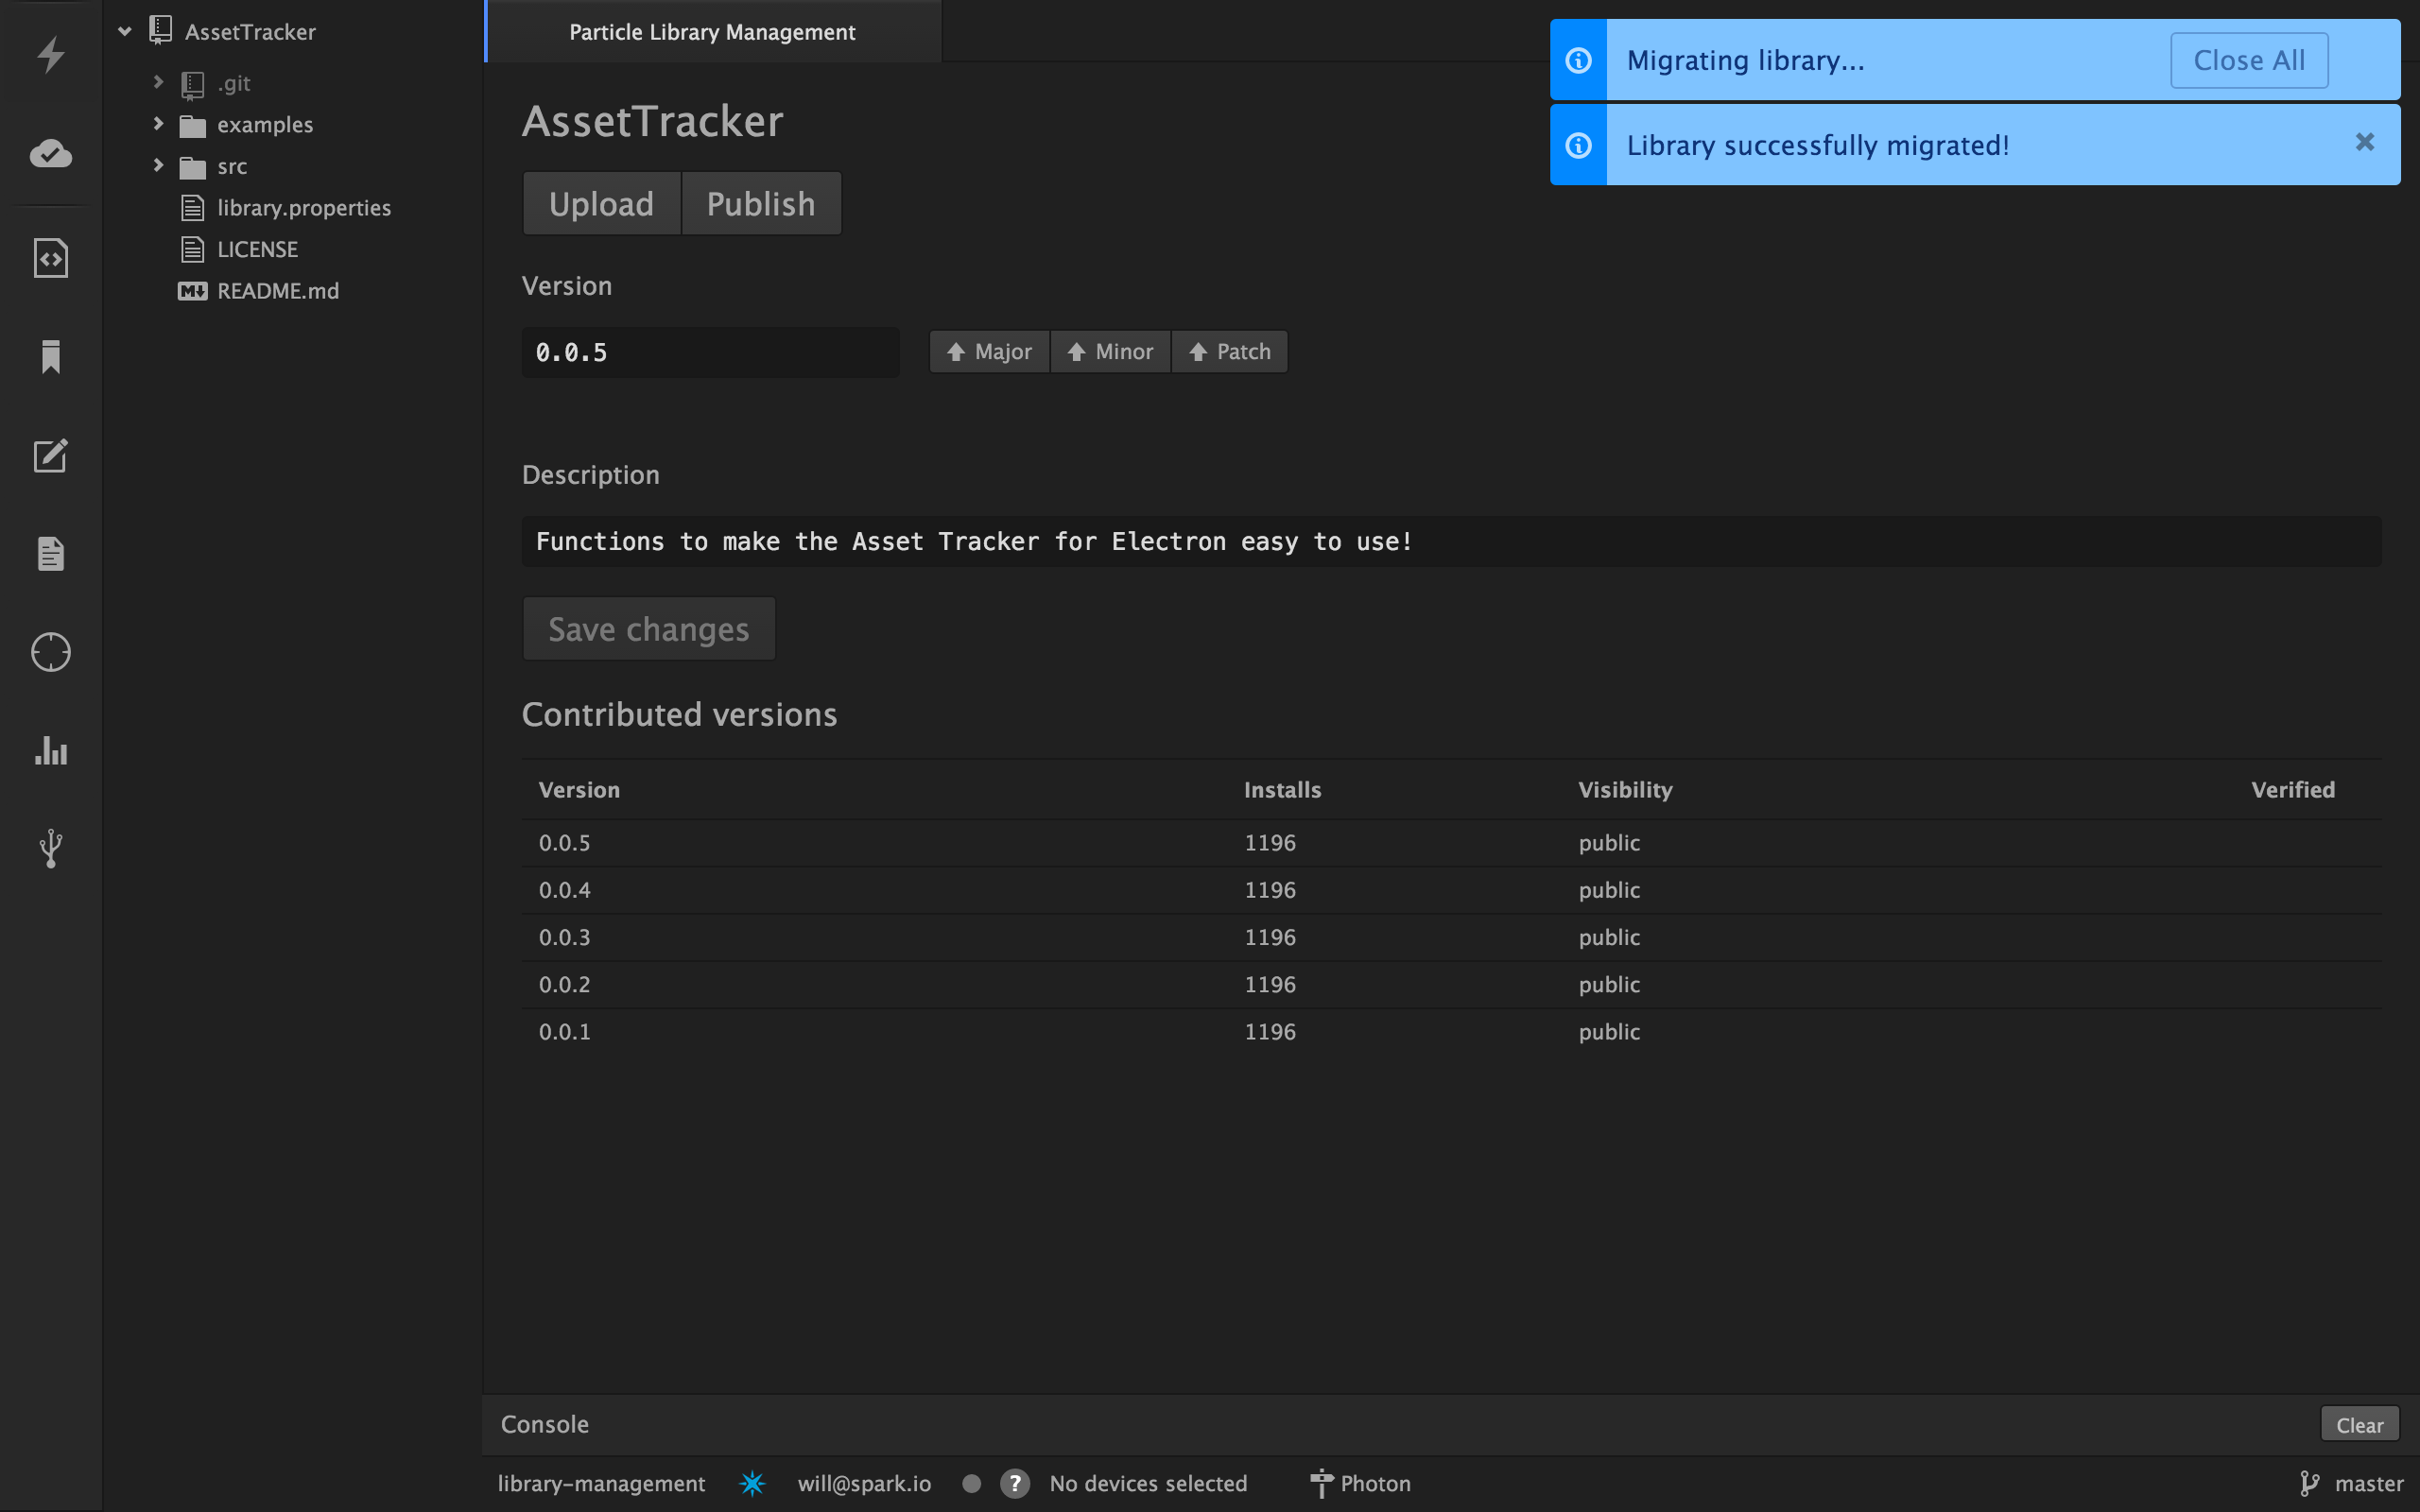 AssetTracker
.git
examples
src
library.properties
LICENSE
README.md
Particle Library Management
Migrating library...
Close All
Library successfully migrated!
AssetTracker
Upload Publish
Version
0.0.5 Major Minor Patch
Description
Functions to make the Asset Tracker for Electron easy to use!
Save changes
Contributed versions
Version Installs Visibility Verified
0.0.5 1196 public
0.0.4 1196 public
0.0.3 1196 public
0.0.2 1196 public
0.0.1 1196 public
Console Clear
library-management will@spark.io ? No devices selected Photon master